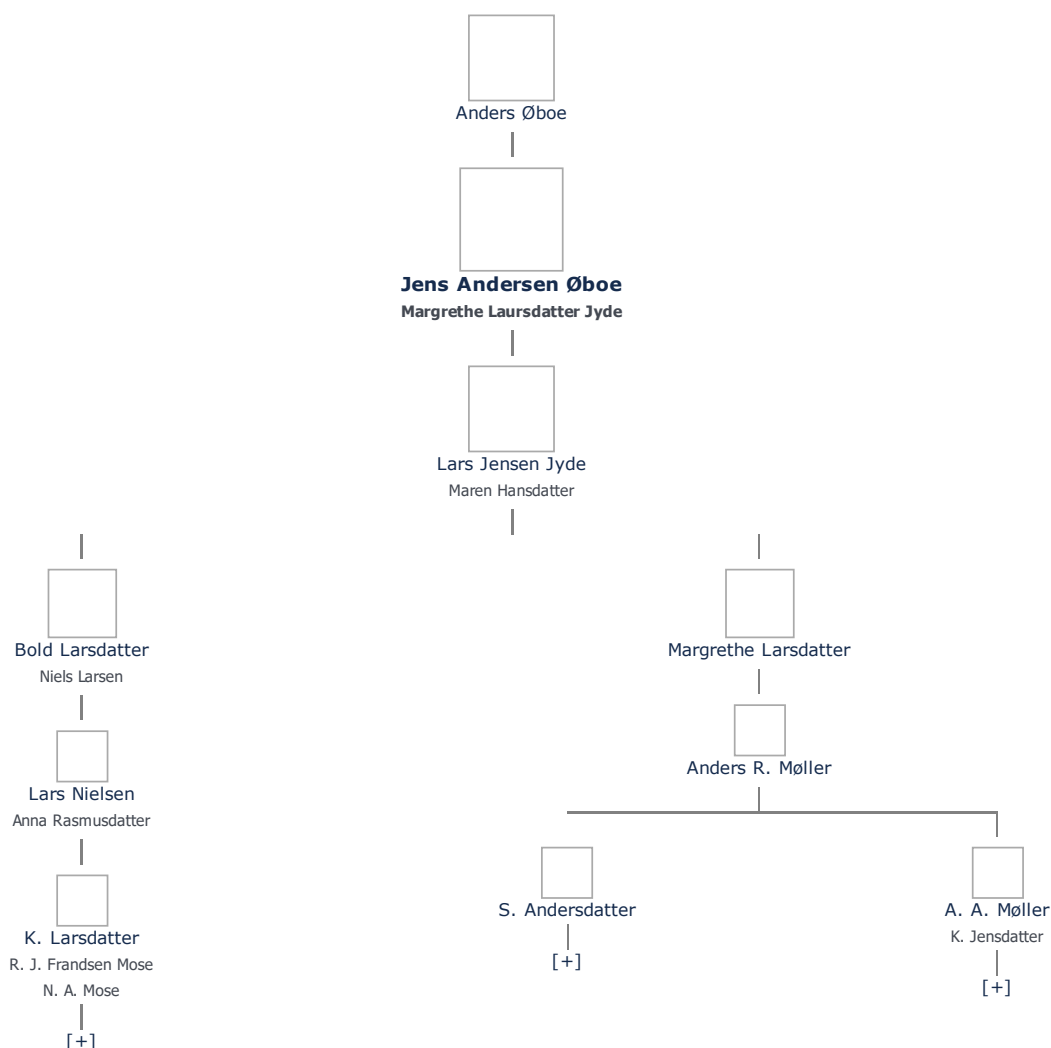 Anders Øboe
Jens Andersen Øboe
Margrethe Laursdatter Jyde
Lars Jensen Jyde
Maren Hansdatter
Bold Larsdatter
Niels Larsen
Margrethe Larsdatter
Lars Nielsen
Anna Rasmusdatter
Anders R. Møller
K. Larsdatter
R. J. Frandsen Mose
N. A. Mose
[+]
S. Andersdatter
[+]
A. A. Møller
K. Jensdatter
[+]